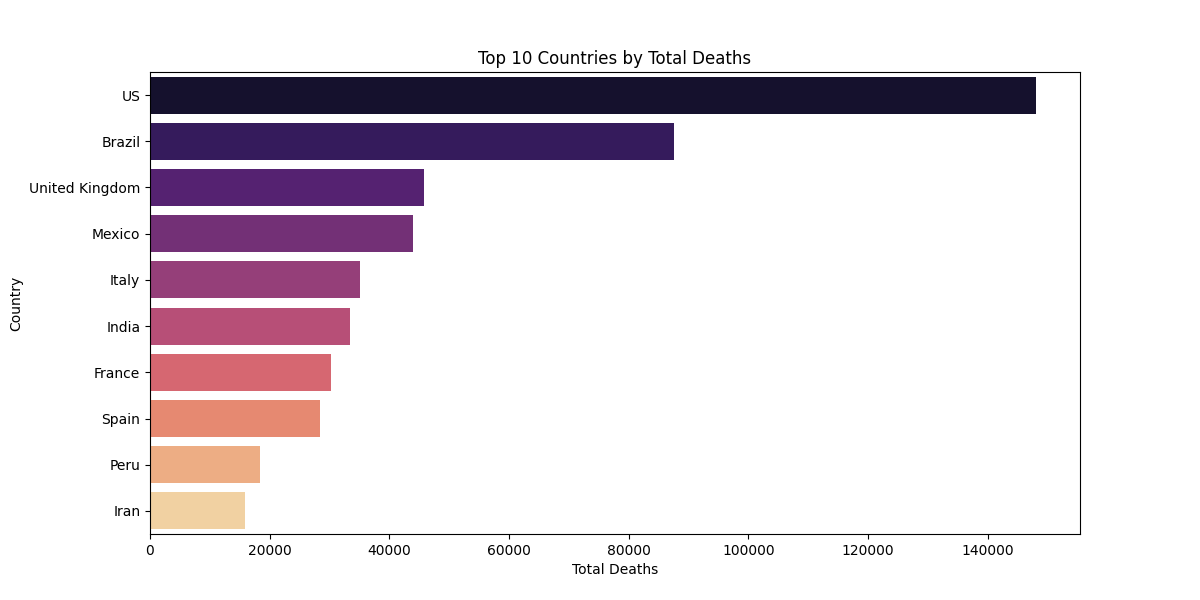 Top 10 Countries by Total Deaths
Country
US
Brazil
United Kingdom
Mexico
Italy
India
France
Spain
Peru
Iran
0 20000 40000 60000 80000 100000 120000 140000
Total Deaths